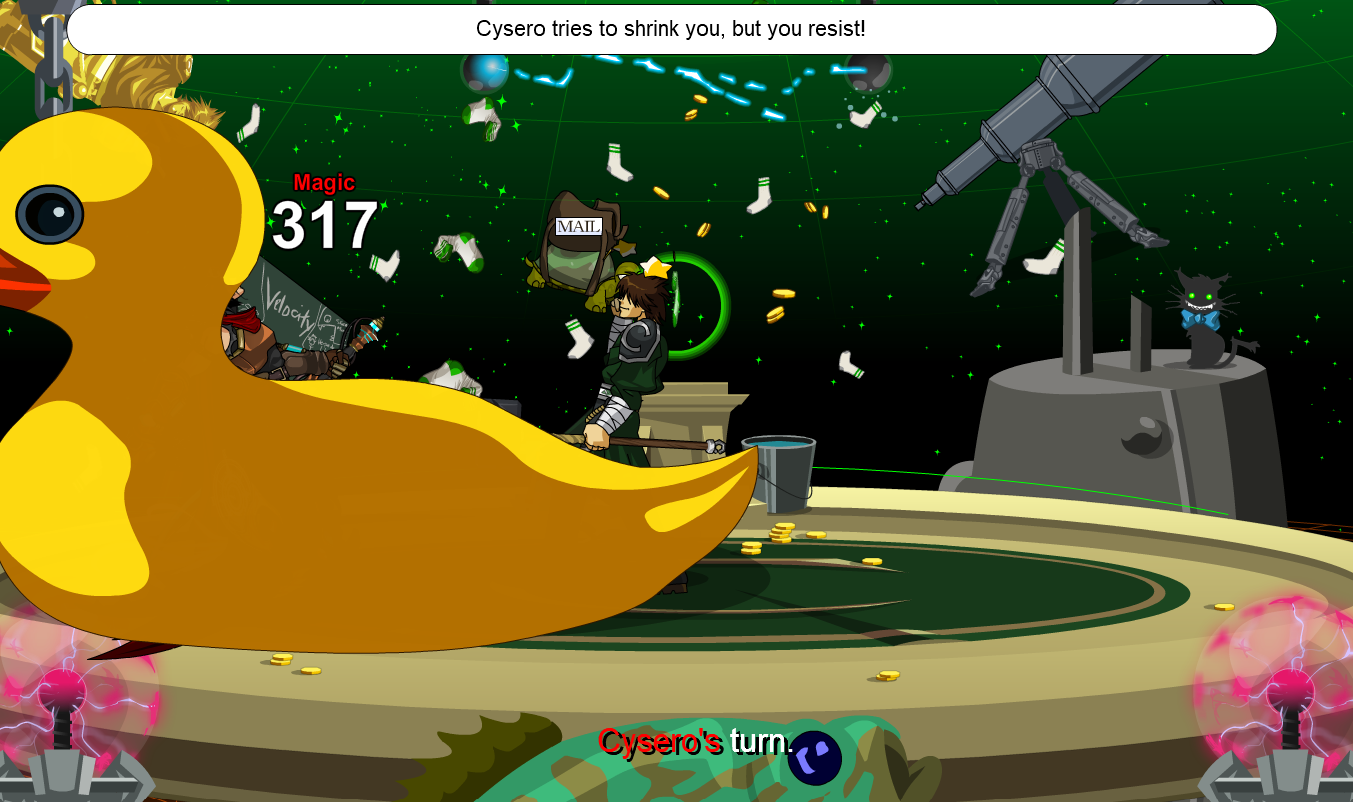 Cysero tries to shrink you, but you resist!
Magic
317
MAIL
Velocity
Cysero's turn.